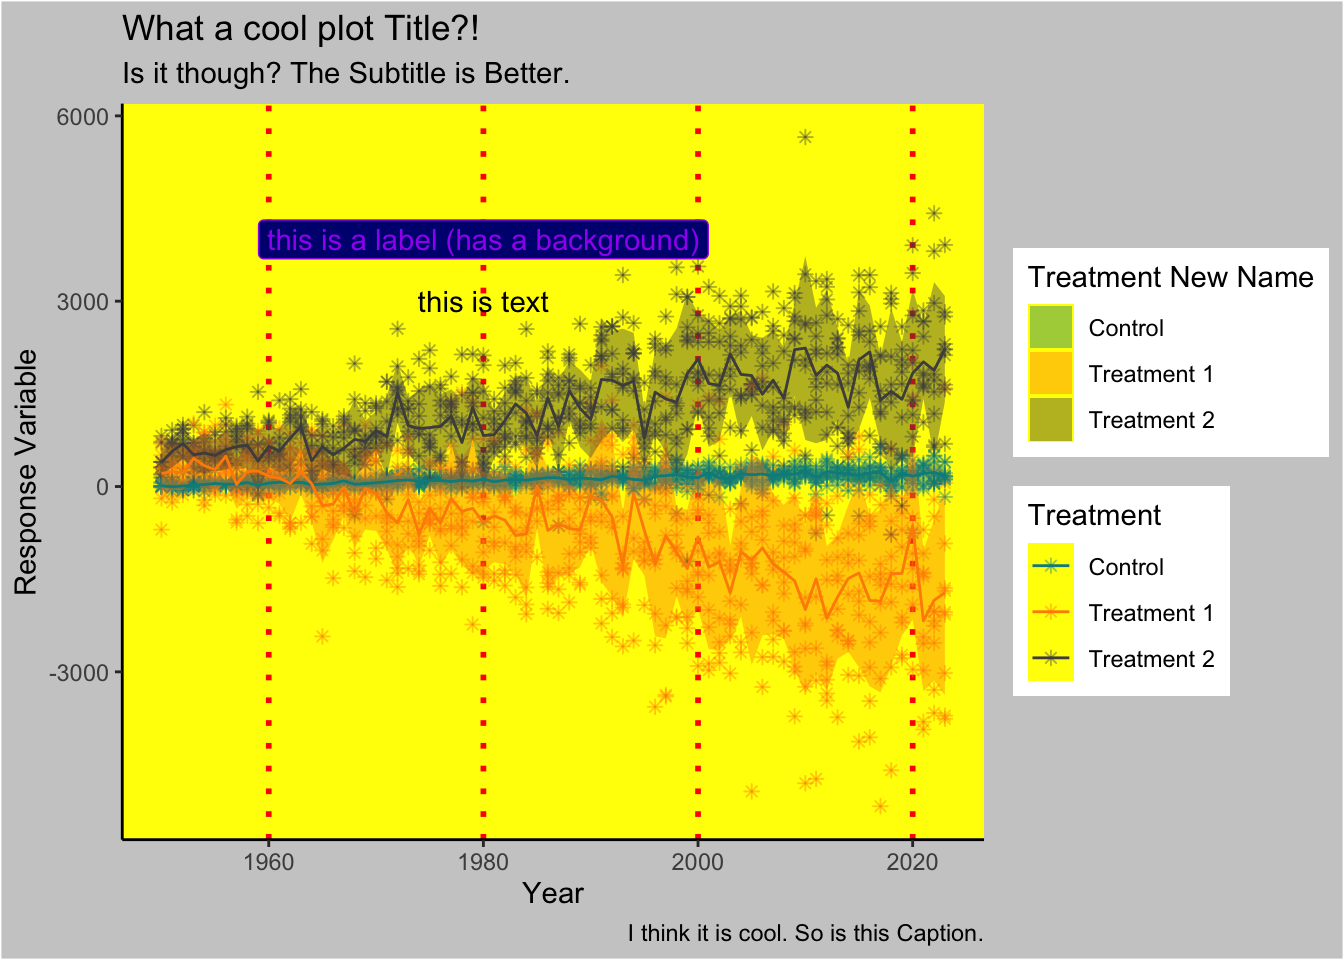 What a cool plot Title?!
Is it though? The Subtitle is Better.
6000
3000
0
-3000
Response Variable
this is a label (has a background)
this is text
1960
1980
2000
2020
Year
I think it is cool. So is this Caption.
Treatment New Name
Control
Treatment 1
Treatment 2
Treatment
Control
Treatment 1
Treatment 2